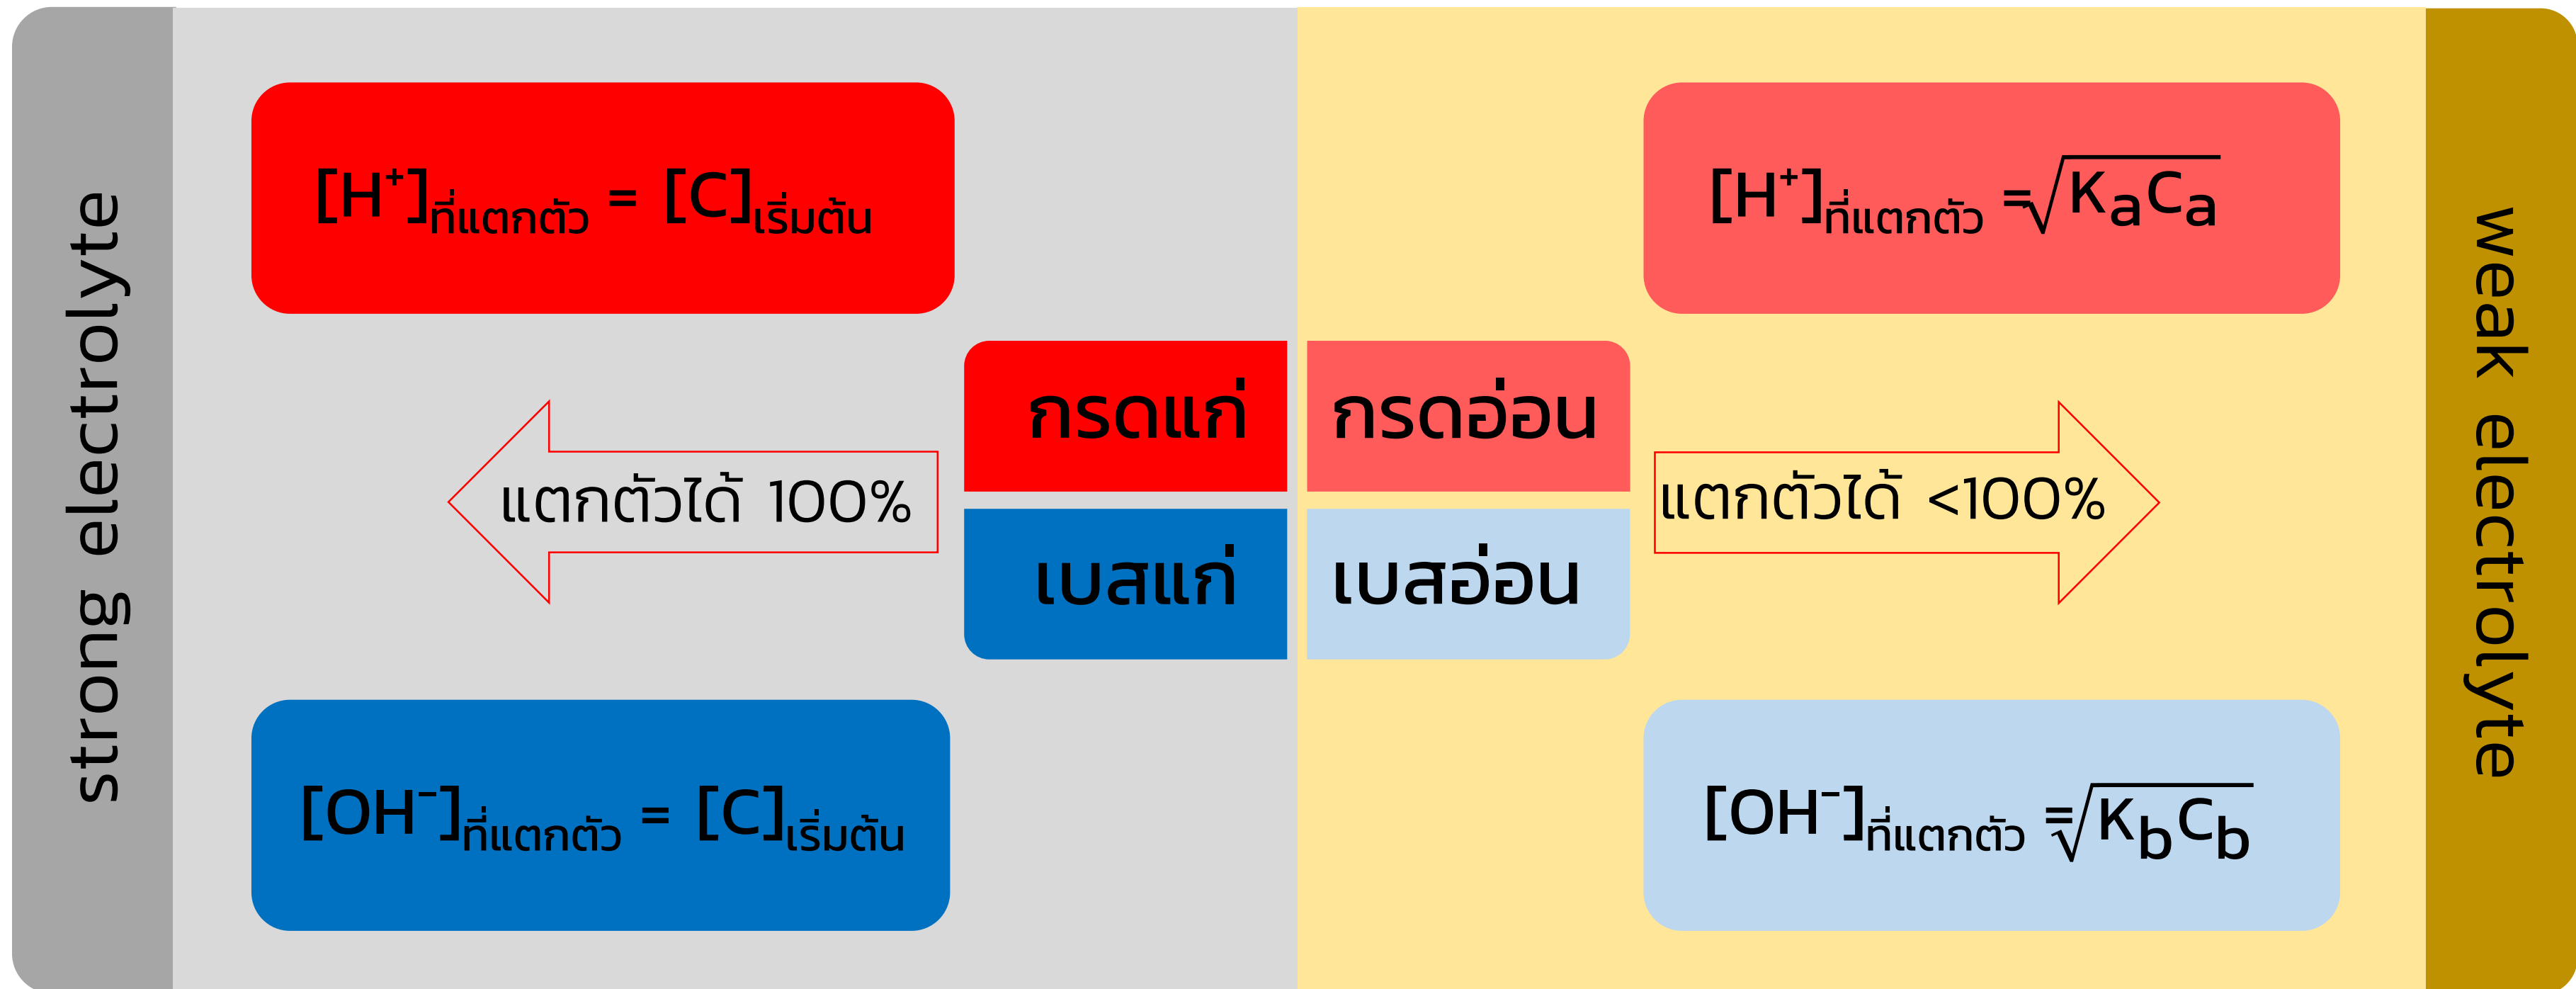 strong electrolyte
[H⁺]ที่แตกตัว = [C]เริ่มต้น
กรดแก่
แตกตัวได้ 100%
เบสแก่
[OH⁻]ที่แตกตัว = [C]เริ่มต้น
[H⁺]ที่แตกตัว =√KaCa
กรดอ่อน
แตกตัวได้ <100%
เบสอ่อน
[OH⁻]ที่แตกตัว =√KbCb
weak electrolyte